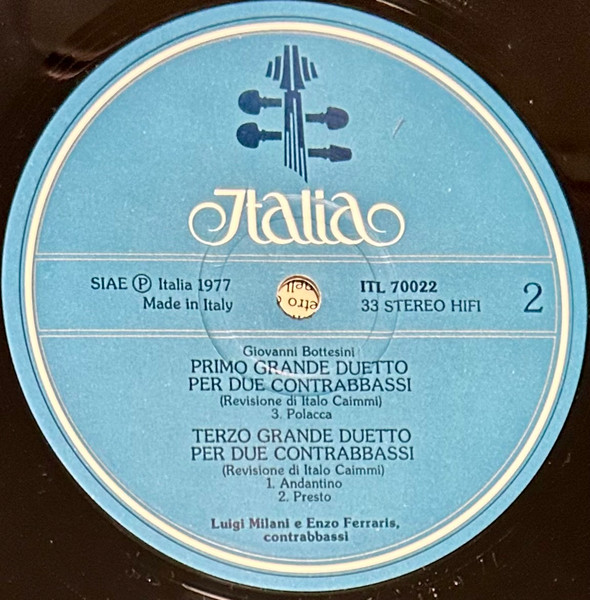 Italia
SIAE Ⓟ Italia 1977
Made in Italy
ITL 70022
33 STEREO HIFI
2
Giovanni Bottesini
PRIMO GRANDE DUETTO
PER DUE CONTRABBASSI
(Revisione di Italo Caimmi)
3. Polacca
TERZO GRANDE DUETTO
PER DUE CONTRABBASSI
(Revisione di Italo Caimmi)
1. Andantino
2. Presto
Luigi Milani e Enzo Ferraris,
contrabbassi